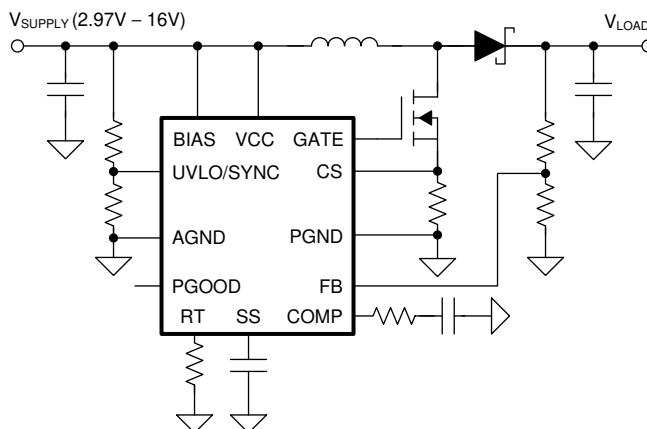 VSUPPLY (2.97V – 16V)
VLOAD
BIAS VCC GATE
UVLO/SYNC CS
AGND PGND
PGOOD FB
RT SS COMP